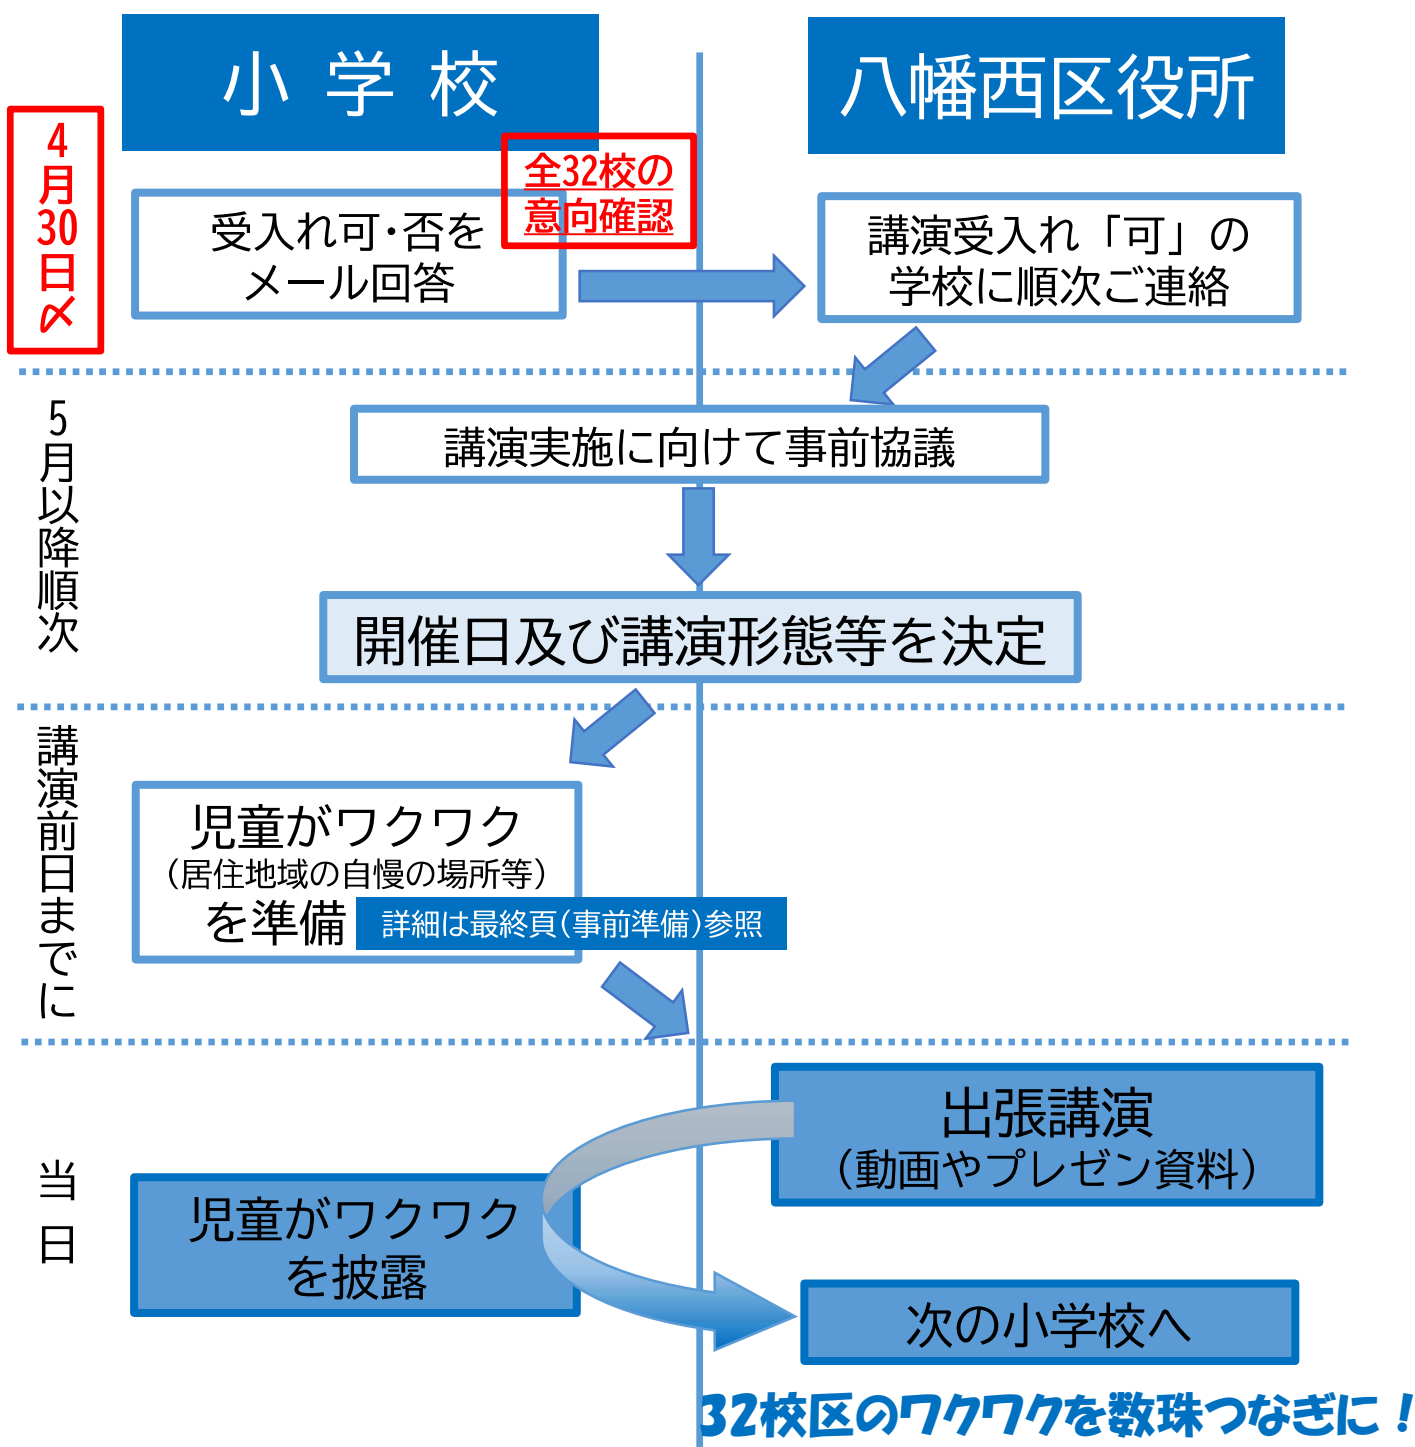 小 学 校
八幡西区役所
4月30日〆
全32校の
意向確認
受入れ可・否を
メール回答
講演受入れ「可」の
学校に順次ご連絡
5月以降順次
講演実施に向けて事前協議
開催日及び講演形態等を決定
講演前日までに
児童がワクワク
（居住地域の自慢の場所等）
を準備
詳細は最終頁（事前準備）参照
当日
出張講演
（動画やプレゼン資料）
児童がワクワク
を披露
次の小学校へ
32校区のワクワクを数珠つなぎに！